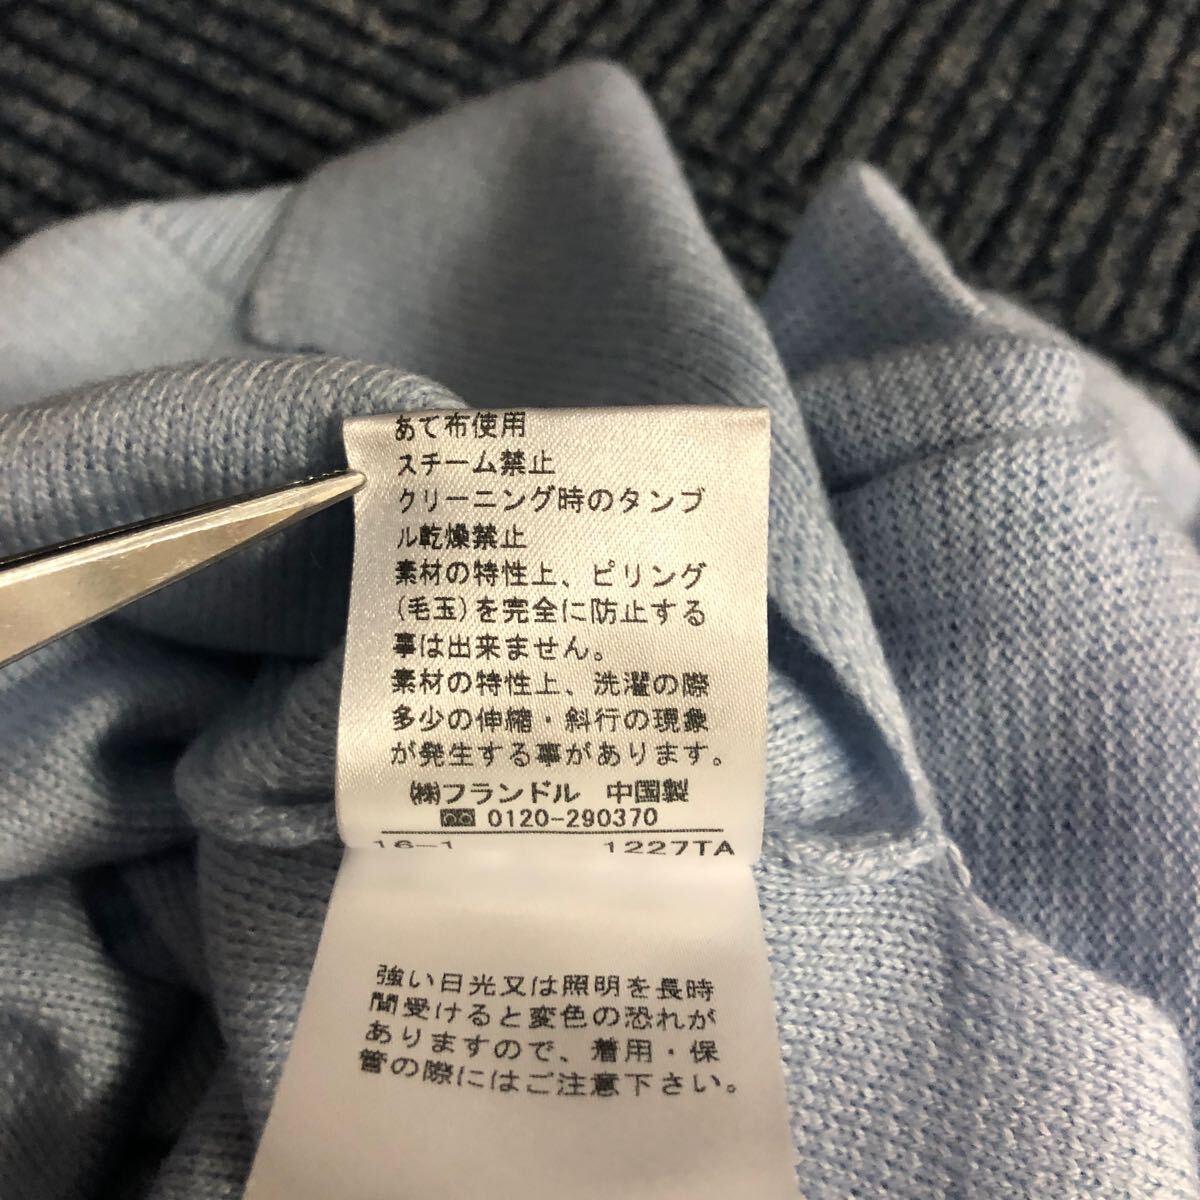 あて布使用
スチーム禁止
クリーニング時のタンブ
ル乾燥禁止
素材の特性上、ピリング
(毛玉)を完全に防止する
事は出来ません。
素材の特性上、洗濯の際
多少の伸縮・斜行の現象
が発生する事があります。
㈱フランドル 中国製
0120-290370
16-1 1227TA
強い日光又は照明を長時
間受けると変色の恐れが
ありますので、着用・保
管の際にはご注意下さい。